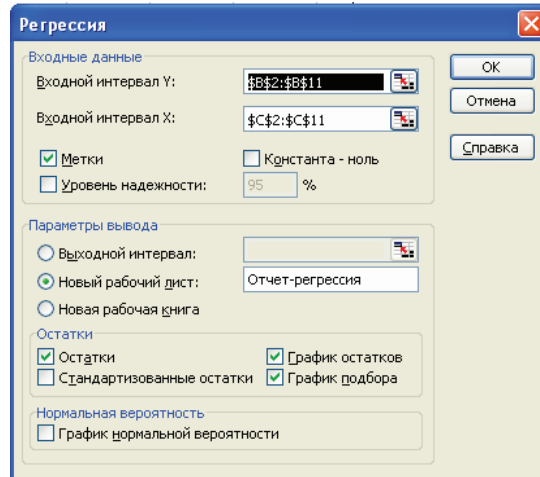 Регрессия
Входные данные
Входной интервал Y: $B$2:$B$11
Входной интервал X: $C$2:$C$11
Метки Константа - ноль
Уровень надежности: 95 %
ОК
Отмена
Справка
Параметры вывода
Выходной интервал:
Новый рабочий лист: Отчет-регрессия
Новая рабочая книга
Остатки
Остатки График остатков
Стандартизованные остатки График подбора
Нормальная вероятность
График нормальной вероятности